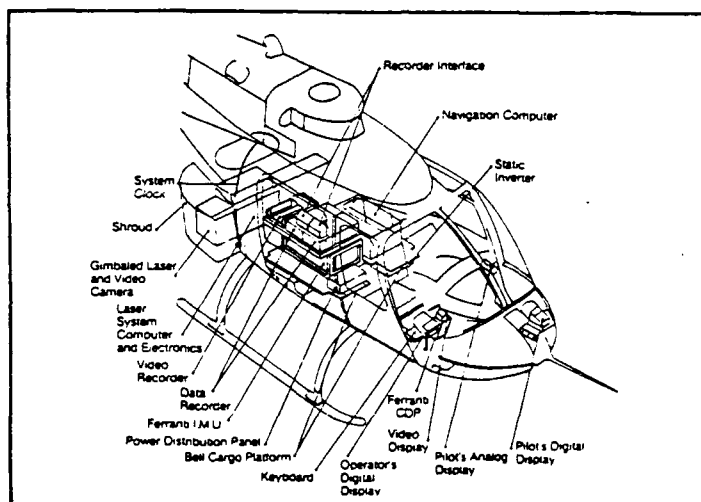 Recorder Interface
Navigation Computer
Static
Inverter
System
Clock
Shroud
Gimbaled Laser
and Video
Camera
Laser
System
Computer
and Electronics
Video
Recorder
Data
Recorder
Ferranti I.M.U
Power Distribution Panel
Bell Cargo Platform
Keyboard
Operator's
Digital
Display
Ferranti
CDP
Video
Display
Pilot's Analog
Display
Pilot's Digital
Display